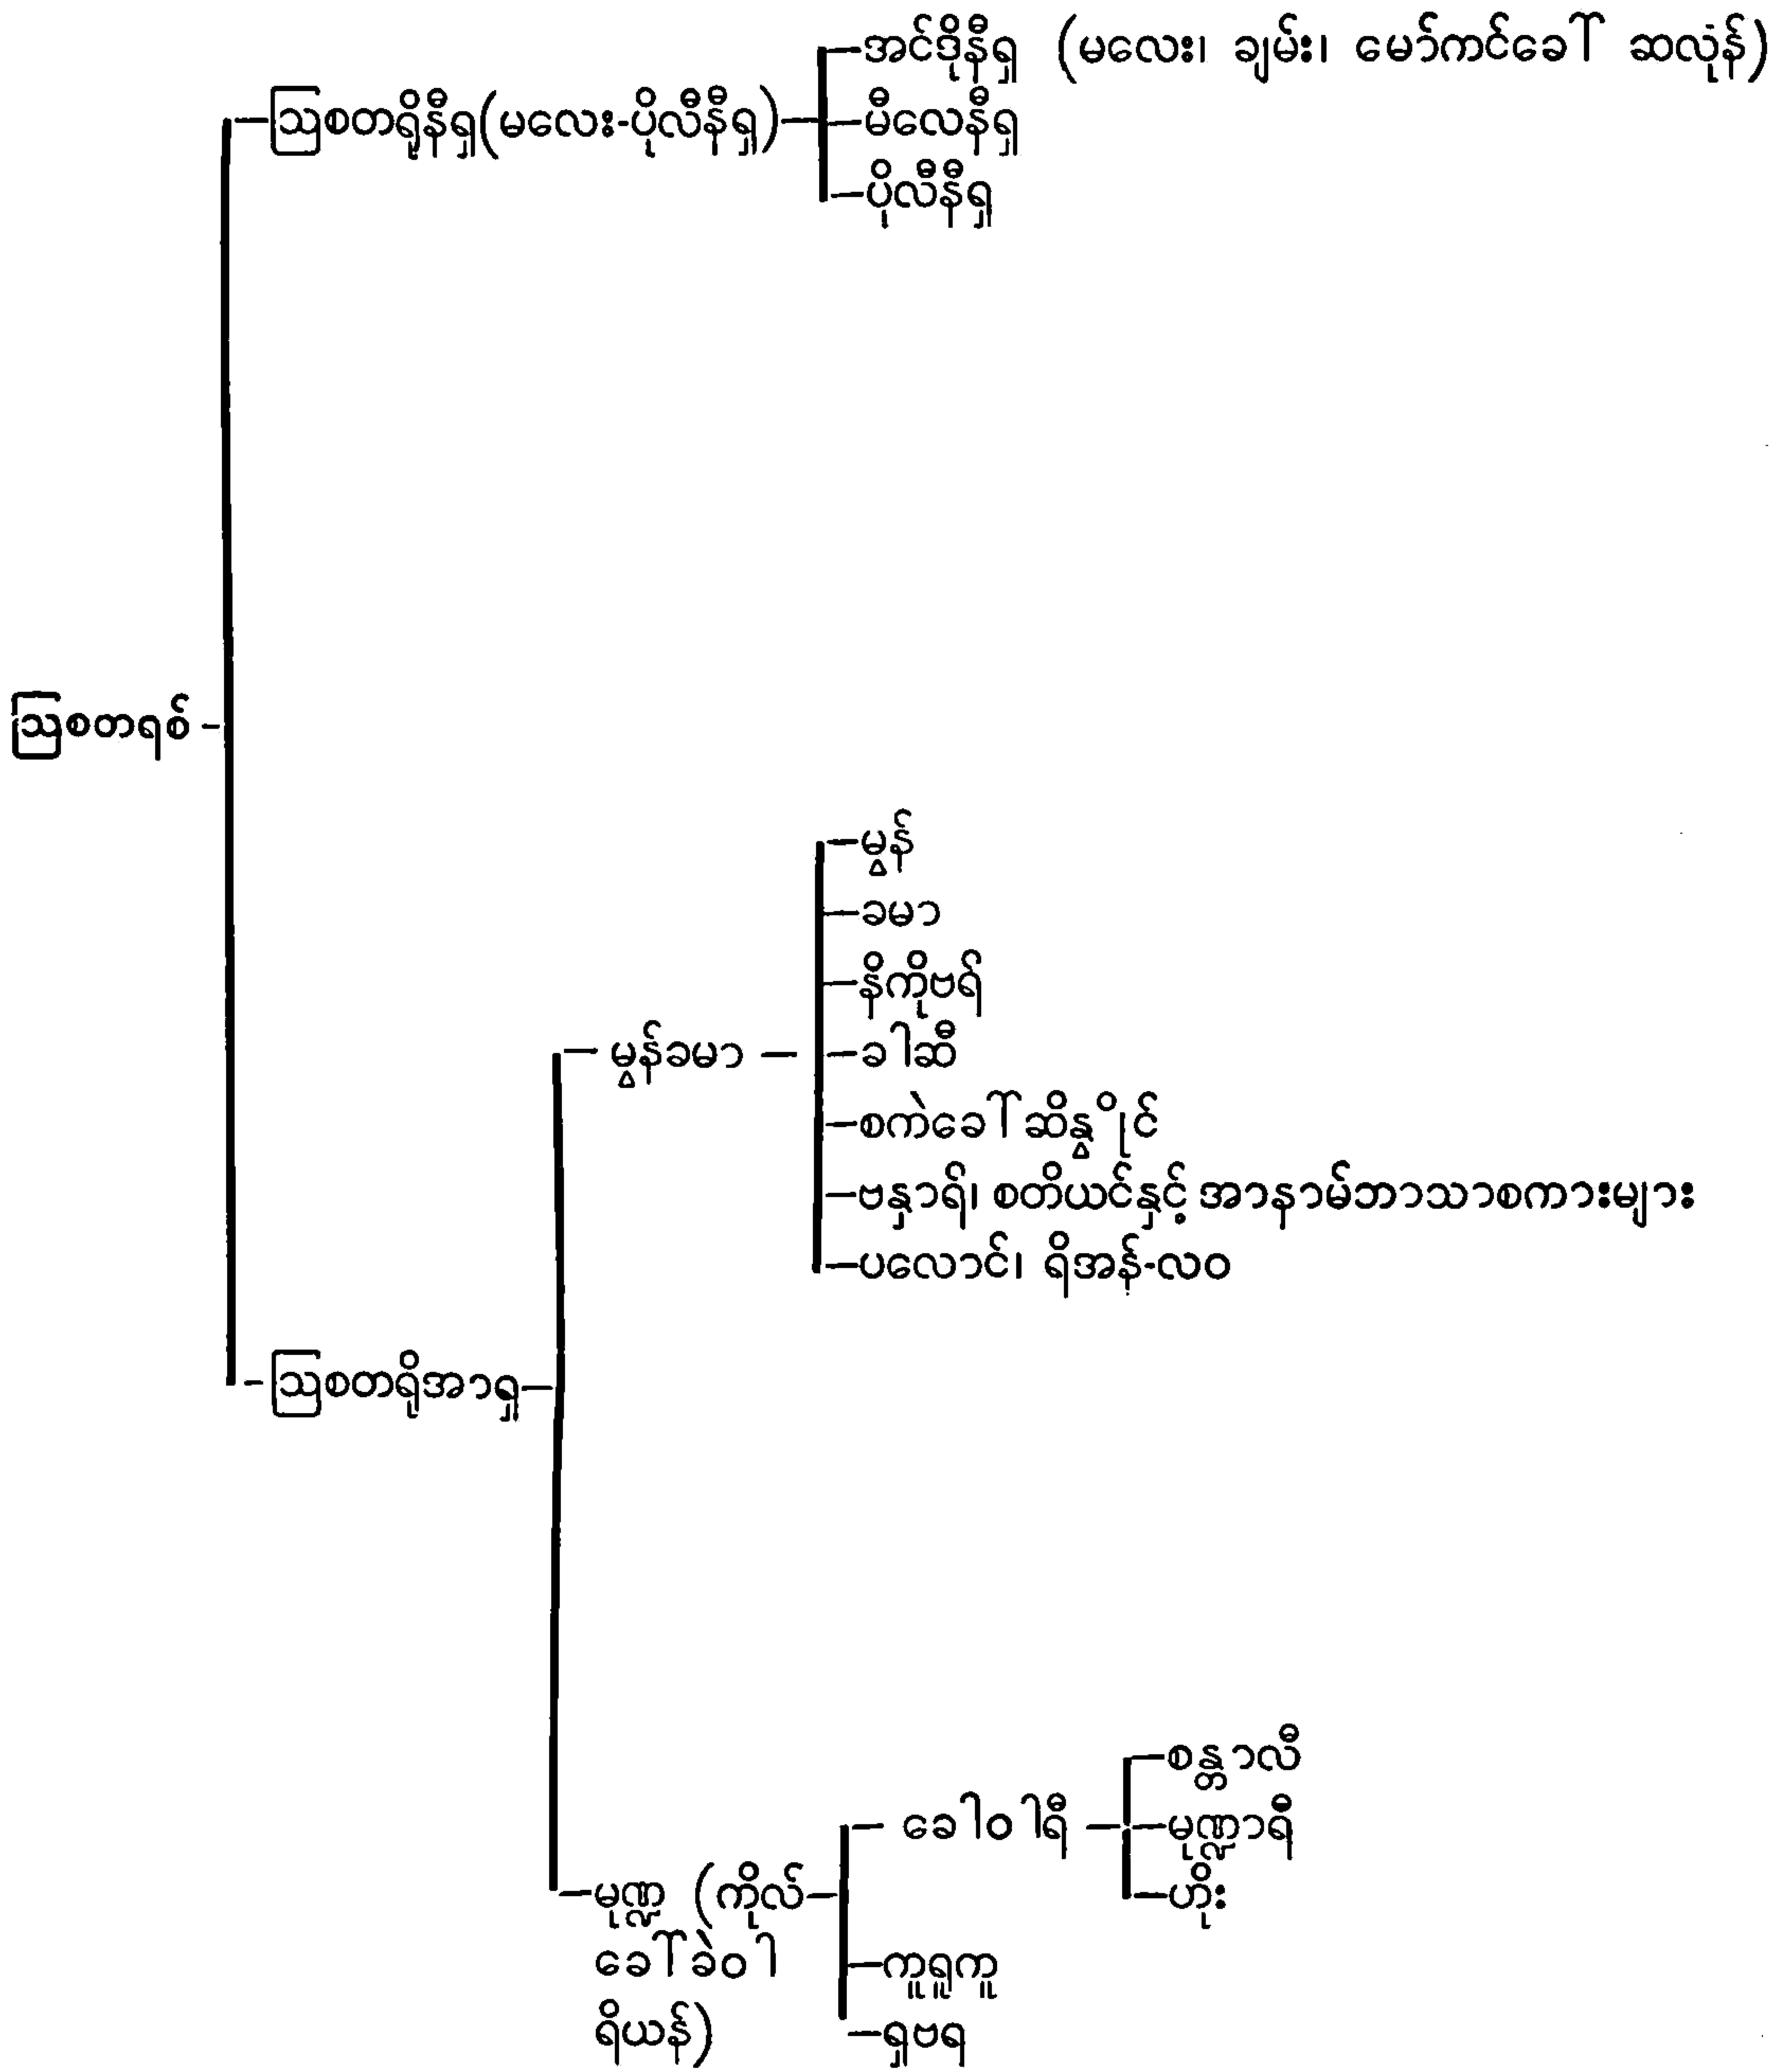 အင်ဒိုနီရှ (မလေး၊ ချမ်း၊ မော်ကင်ခေါ် ဆလုံန်)
ဩစတရိုနီရှ(မလေး-ပိုလီနီရှ)
မီလေနီရှ
ပိုလီနီရှ
ဩစတရစ်
မွန်
ခမာ
နိကိုဗရ်
မွန်ခမာ
ခါဆီ
စကဲခေါ်ဆိနွိုင်
ဗနှာရ်၊ စတိယင်နှင့် အာနာမ်ဘာသာစကားများ
ပလောင်၊ ရိအန်-လဝ
ဩစတရိုအာရှ
စန္တာလီ
ခေါဝါရီ
မုဏ္ဍာရီ
မုဏ္ဍ (ကိုလ်
ဟိုး
ခေါ်ခဲဝါ
ကူရူကူ
ရိယန်)
ရှဗရ